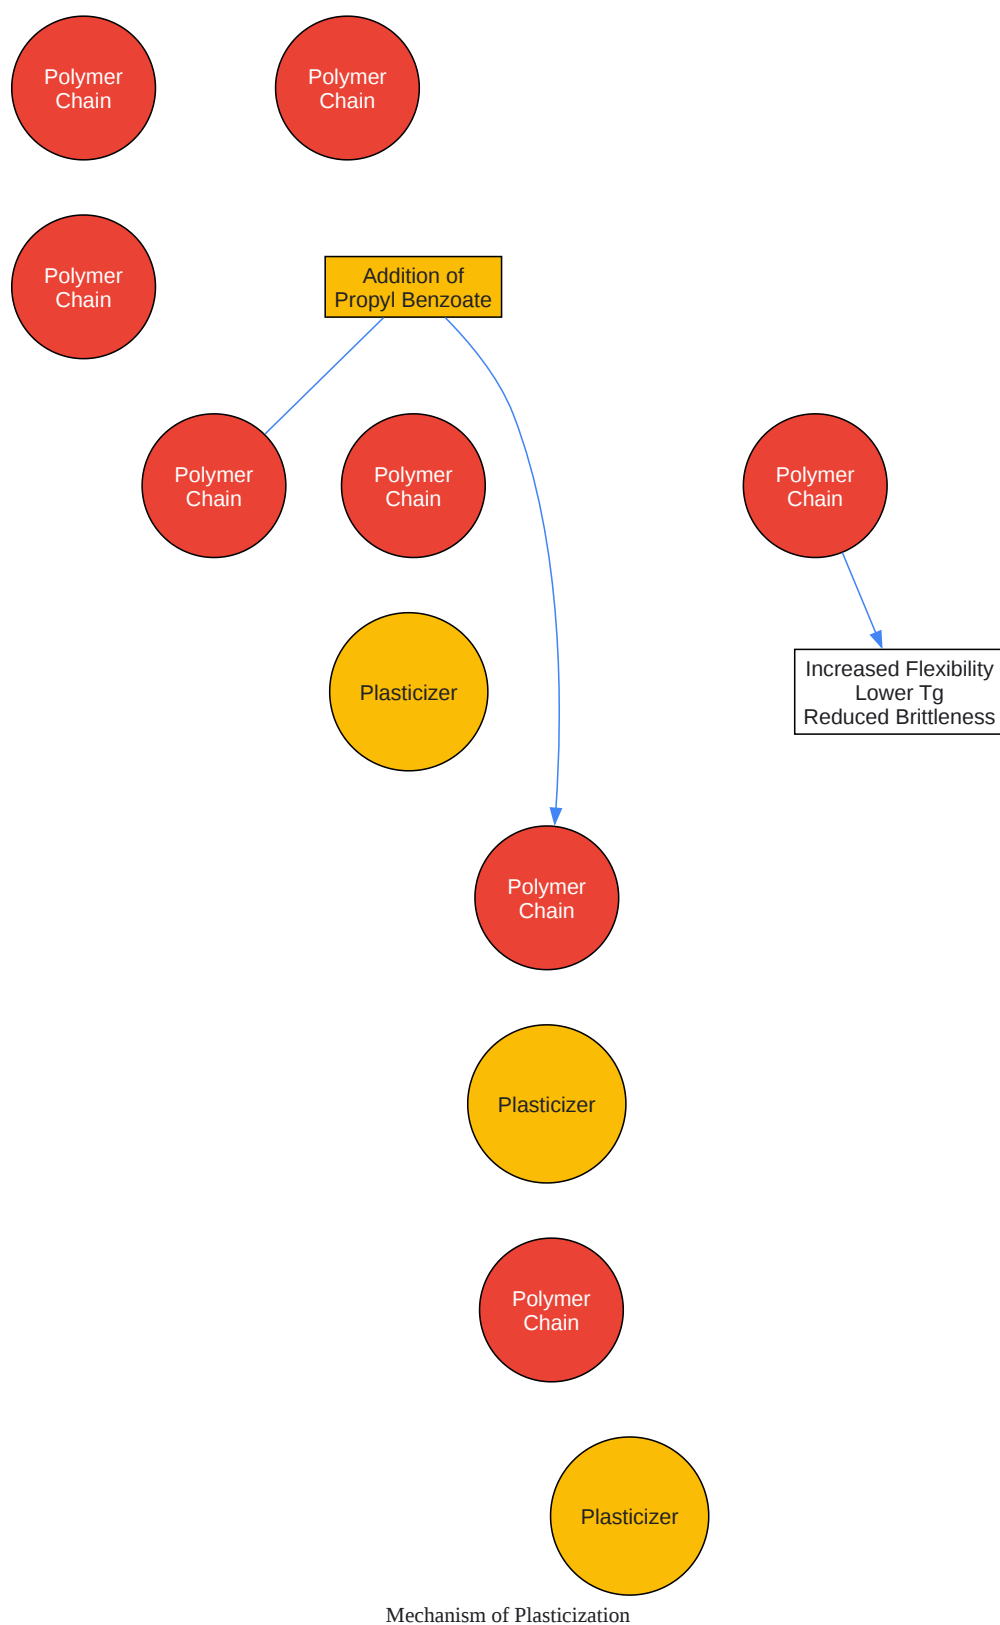 Polymer
Chain
Polymer
Chain
Polymer
Chain
Addition of
Propyl Benzoate
Polymer
Chain
Polymer
Chain
Polymer
Chain
Increased Flexibility
Lower Tg
Reduced Brittleness
Plasticizer
Polymer
Chain
Plasticizer
Polymer
Chain
Plasticizer
Mechanism of Plasticization